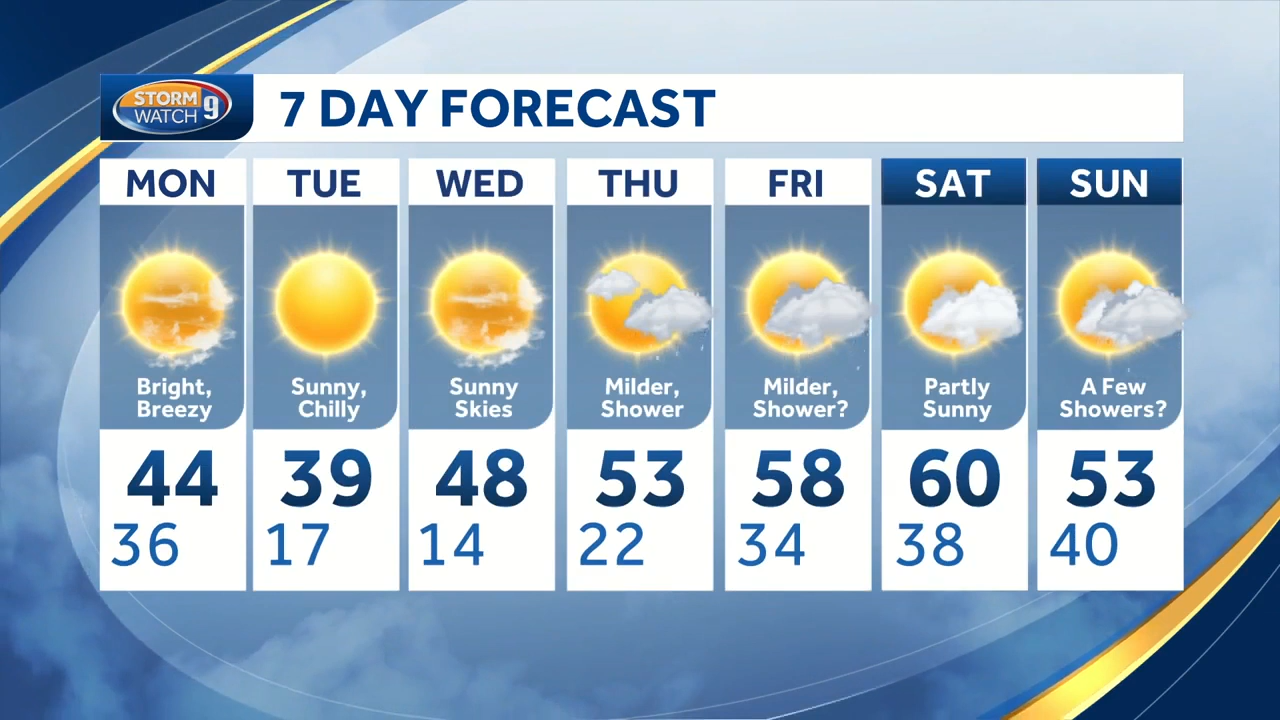 STORM
WATCH 9
7 DAY FORECAST
MON TUE WED THU FRI SAT SUN
Bright, Sunny, Sunny Milder, Milder, Partly A Few
Breezy Chilly Skies Shower Shower? Sunny Showers?
44 39 48 53 58 60 53
36 17 14 22 34 38 40